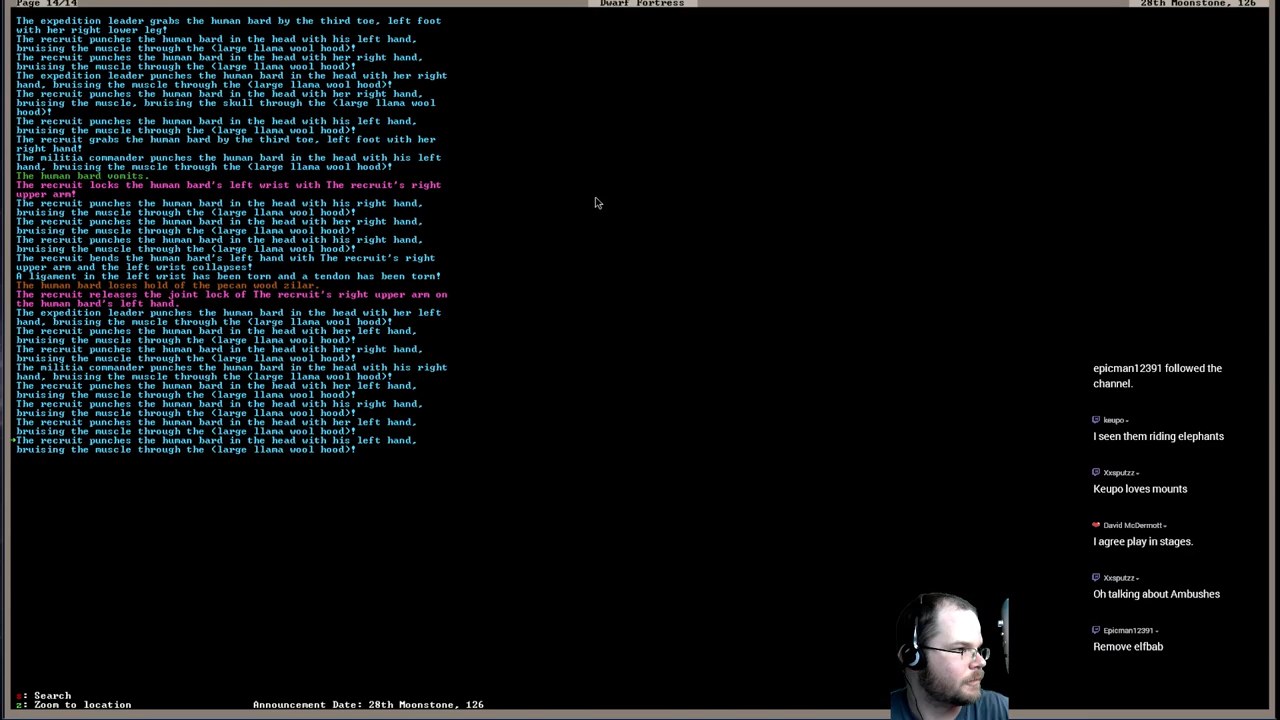 Page 14/14
Dwarf Fortress
28th Moonstone, 126
The expedition leader grabs the human bard by the third toe, left foot
with her right lower leg!
The recruit punches the human bard in the head with his left hand,
bruising the muscle through the <large llama wool hood>!
The recruit punches the human bard in the head with her right hand,
bruising the muscle through the <large llama wool hood>!
The expedition leader punches the human bard in the head with her right
hand, bruising the muscle through the <large llama wool hood>!
The recruit punches the human bard in the head with her right hand,
bruising the muscle, bruising the skull through the <large llama wool
hood>!
The recruit punches the human bard in the head with his left hand,
bruising the muscle through the <large llama wool hood>!
The recruit grabs the human bard by the third toe, left foot with her
right hand!
The militia commander punches the human bard in the head with his left
hand, bruising the muscle through the <large llama wool hood>!
The human bard vomits.
The recruit locks the human bard's left wrist with The recruit's right
upper arm!
The recruit punches the human bard in the head with his right hand,
bruising the muscle through the <large llama wool hood>!
The recruit punches the human bard in the head with her right hand,
bruising the muscle through the <large llama wool hood>!
The recruit punches the human bard in the head with his right hand,
bruising the muscle through the <large llama wool hood>!
The recruit bends the human bard's left hand with The recruit's right
upper arm and the left wrist collapses!
A ligament in the left wrist has been torn and a tendon has been torn!
The human bard loses hold of the pecan wood zilar.
The recruit releases the joint lock of The recruit's right upper arm on
the human bard's left hand.
The expedition leader punches the human bard in the head with her left
hand, bruising the muscle through the <large llama wool hood>!
The recruit punches the human bard in the head with her left hand,
bruising the muscle through the <large llama wool hood>!
The recruit punches the human bard in the head with her right hand,
bruising the muscle through the <large llama wool hood>!
The militia commander punches the human bard in the head with his right
hand, bruising the muscle through the <large llama wool hood>!
The recruit punches the human bard in the head with her left hand,
bruising the muscle through the <large llama wool hood>!
The recruit punches the human bard in the head with his right hand,
bruising the muscle through the <large llama wool hood>!
The recruit punches the human bard in the head with her left hand,
bruising the muscle through the <large llama wool hood>!
The recruit punches the human bard in the head with his left hand,
bruising the muscle through the <large llama wool hood>!
epicman12391 followed the
channel.
keupo
I seen them riding elephants
Xxsputzz
Keupo loves mounts
David McDermott
I agree play in stages.
Xxsputzz
Oh talking about Ambushes
Epicman12391
Remove elfbab
s: Search
z: Zoom to location
Announcement Date: 28th Moonstone, 126